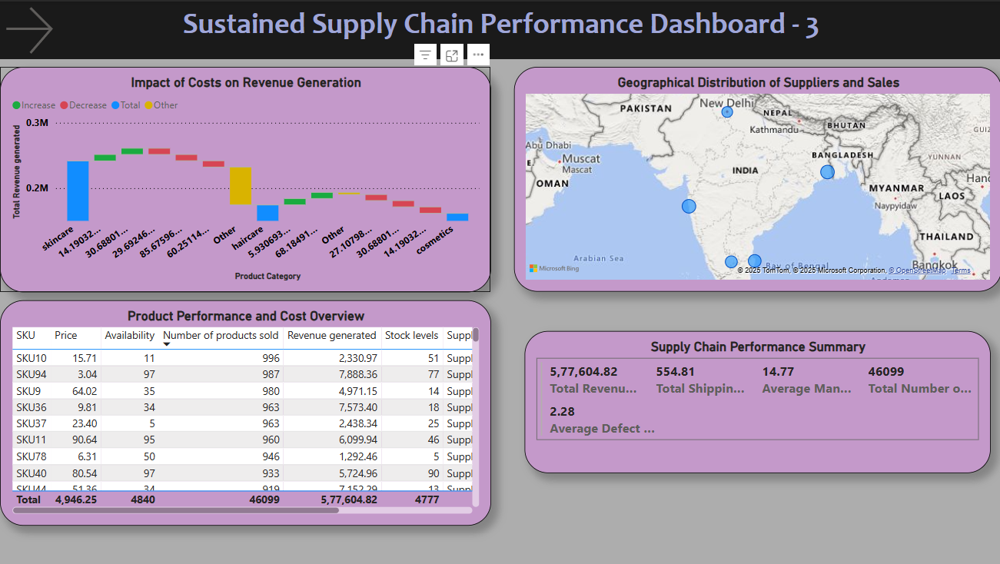 Sustained Supply Chain Performance Dashboard - 3
Impact of Costs on Revenue Generation
Increase Decrease Total Other
Total Revenue generated
0.3M
0.2M
skincare
14.19032...
30.68801...
29.69246...
85.67596...
60.25114...
Other
haircare
5.930693...
68.18491...
Other
27.10798...
30.68801...
14.19032...
cosmetics
Product Category
Geographical Distribution of Suppliers and Sales
PAKISTAN
New Delhi
NEPAL
Kathmandu
BHUTAN
GUIZ
Abu Dhabi
Muscat
Mascat
E.
OMAN
INDIA
BANGLADESH
YUNNAN
Hano
MYANMAR
LAOS
Naypyidaw
THAILAND
Arabian Sea
Bay of Bengal
Bangkok
Microsoft Bing
© 2025 TomTom, © 2025 Microsoft Corporation, © OpenStreetMap Terms
Product Performance and Cost Overview
SKU Price Availability Number of products sold Revenue generated Stock levels Suppl
SKU10 15.71 11 996 2,330.97 51 Suppl
SKU94 3.04 97 987 7,888.36 77 Suppl
SKU9 64.02 35 980 4,971.15 14 Suppl
SKU36 9.81 34 963 7,573.40 18 Suppl
SKU37 23.40 5 963 2,438.34 25 Suppl
SKU11 90.64 95 960 6,099.94 46 Suppl
SKU78 6.31 50 946 1,292.46 5 Suppl
SKU40 80.54 97 933 5,724.96 90 Suppl
SKU44 51.36 34 919 7,152.29 13 Suppl
Total 4,946.25 4840 46099 5,77,604.82 4777
Supply Chain Performance Summary
5,77,604.82 554.81 14.77 46099
Total Revenu... Total Shippin... Average Man... Total Number o...
2.28
Average Defect ...